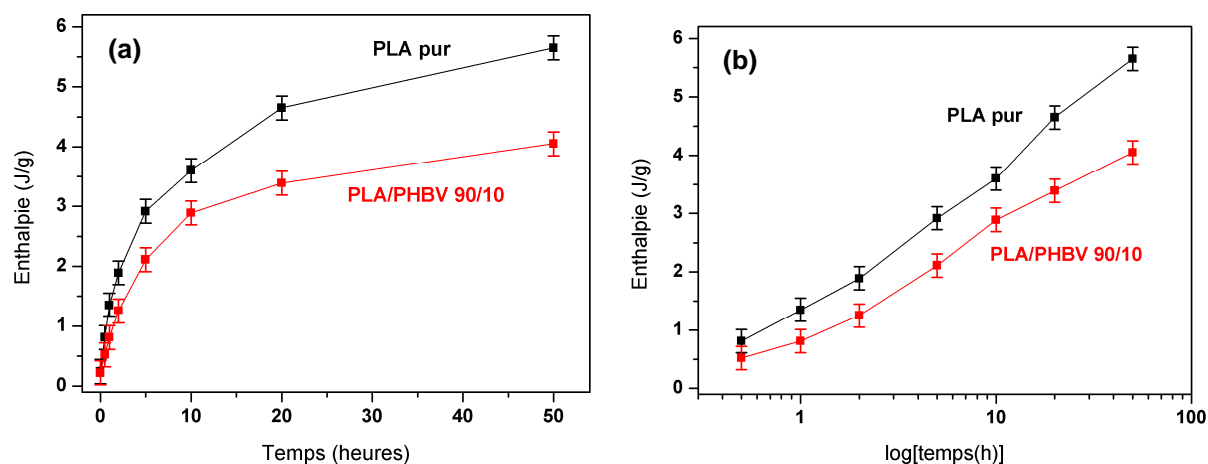 (a)
PLA pur
PLA/PHBV 90/10
Enthalpie (J/g)
6
5
4
3
2
1
0
0 10 20 30 40 50
Temps (heures)
(b)
PLA pur
PLA/PHBV 90/10
Enthalpie (J/g)
6
5
4
3
2
1
0
1 10 100
log[temps(h)]